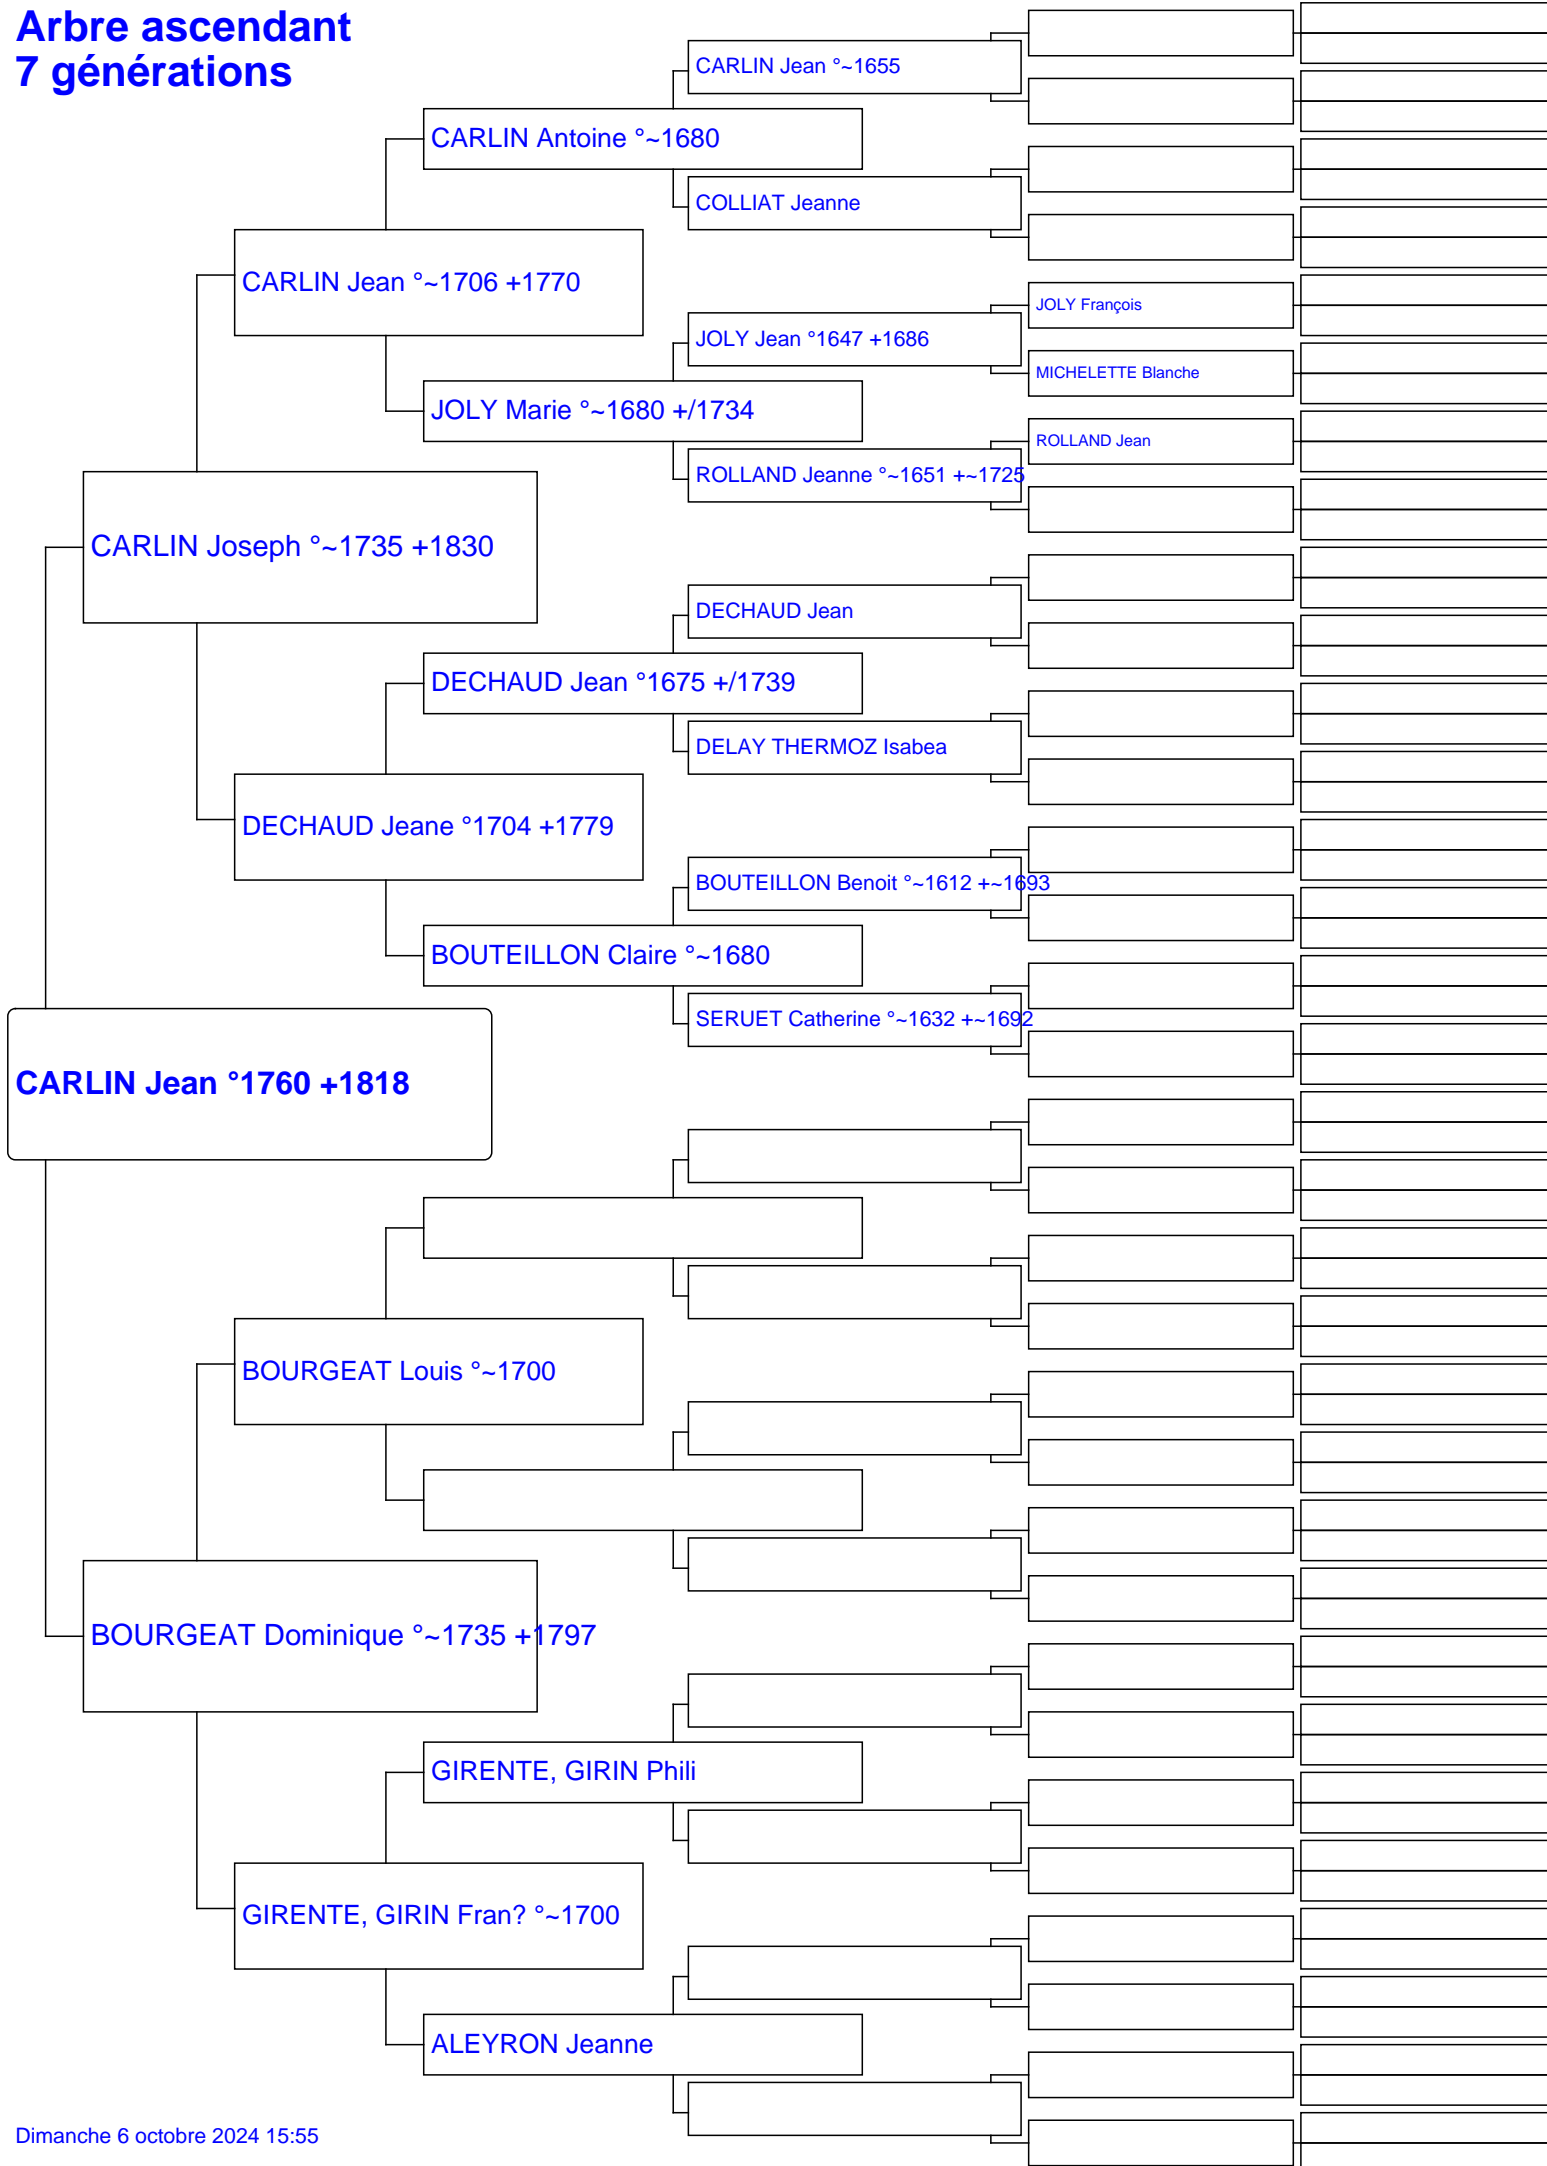 Arbre ascendant
7 générations
CARLIN Jean °~1655
CARLIN Antoine °~1680
COLLIAT Jeanne
CARLIN Jean °~1706 +1770
JOLY François
JOLY Jean °1647 +1686
MICHELETTE Blanche
JOLY Marie °~1680 +/1734
ROLLAND Jean
ROLLAND Jeanne °~1651 +~1725
CARLIN Joseph °~1735 +1830
DECHAUD Jean
DECHAUD Jean °1675 +/1739
DELAY THERMOZ Isabea
DECHAUD Jeane °1704 +1779
BOUTEILLON Benoit °~1612 +~1693
BOUTEILLON Claire °~1680
SERUET Catherine °~1632 +~1692
CARLIN Jean °1760 +1818
BOURGEAT Louis °~1700
BOURGEAT Dominique °~1735 +1797
GIRENTE, GIRIN Phili
GIRENTE, GIRIN Fran? °~1700
ALEYRON Jeanne
Dimanche 6 octobre 2024 15:55